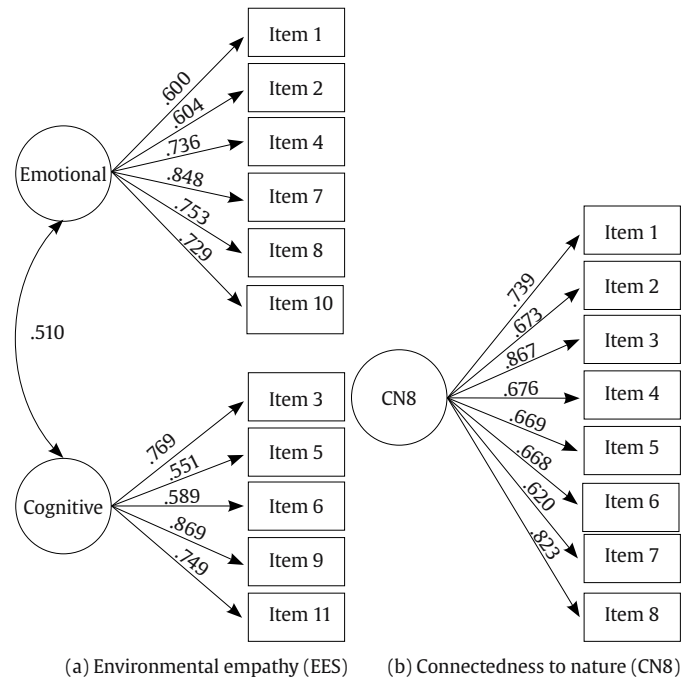 Emotional
.600
Item 1
.604
Item 2
.736
Item 4
.848
Item 7
.753
Item 8
.729
Item 10
.510
Cognitive
.769
Item 3
.551
Item 5
.589
Item 6
.869
Item 9
.749
Item 11
(a) Environmental empathy (EES)
CN8
.739
Item 1
.673
Item 2
.867
Item 3
.676
Item 4
.669
Item 5
.668
Item 6
.620
Item 7
.823
Item 8
(b) Connectedness to nature (CN8)